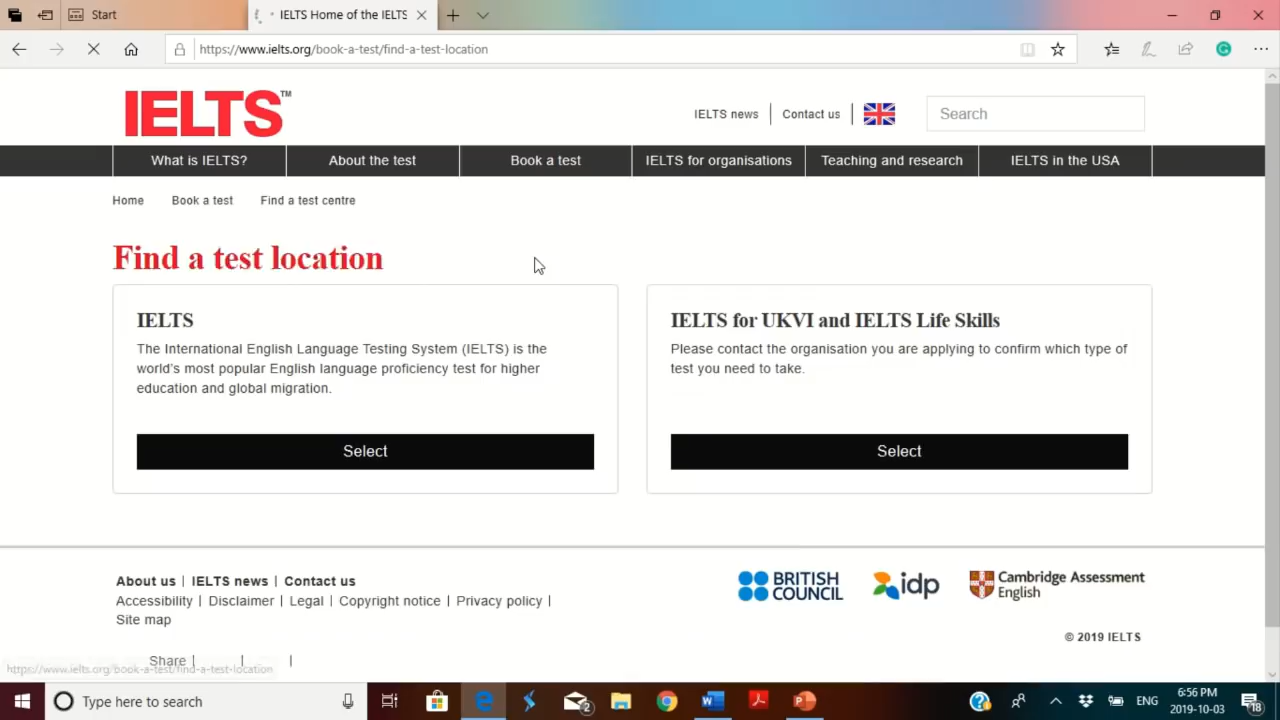 Start
IELTS Home of the IELTS
https://www.ielts.org/book-a-test/find-a-test-location
IELTS™
IELTS news
Contact us
Search
What is IELTS?
About the test
Book a test
IELTS for organisations
Teaching and research
IELTS in the USA
Home
Book a test
Find a test centre
Find a test location
IELTS
The International English Language Testing System (IELTS) is the
world's most popular English language proficiency test for higher
education and global migration.
Select
IELTS for UKVI and IELTS Life Skills
Please contact the organisation you are applying to confirm which type of
test you need to take.
Select
About us | IELTS news | Contact us
Accessibility | Disclaimer | Legal | Copyright notice | Privacy policy |
Site map
BRITISH
COUNCIL
idp
Cambridge Assessment
English
© 2019 IELTS
Share
https://www.ielts.org/book-a-test/find-a-test-location
Type here to search
2
ENG
6:56 PM
2019-10-03
18